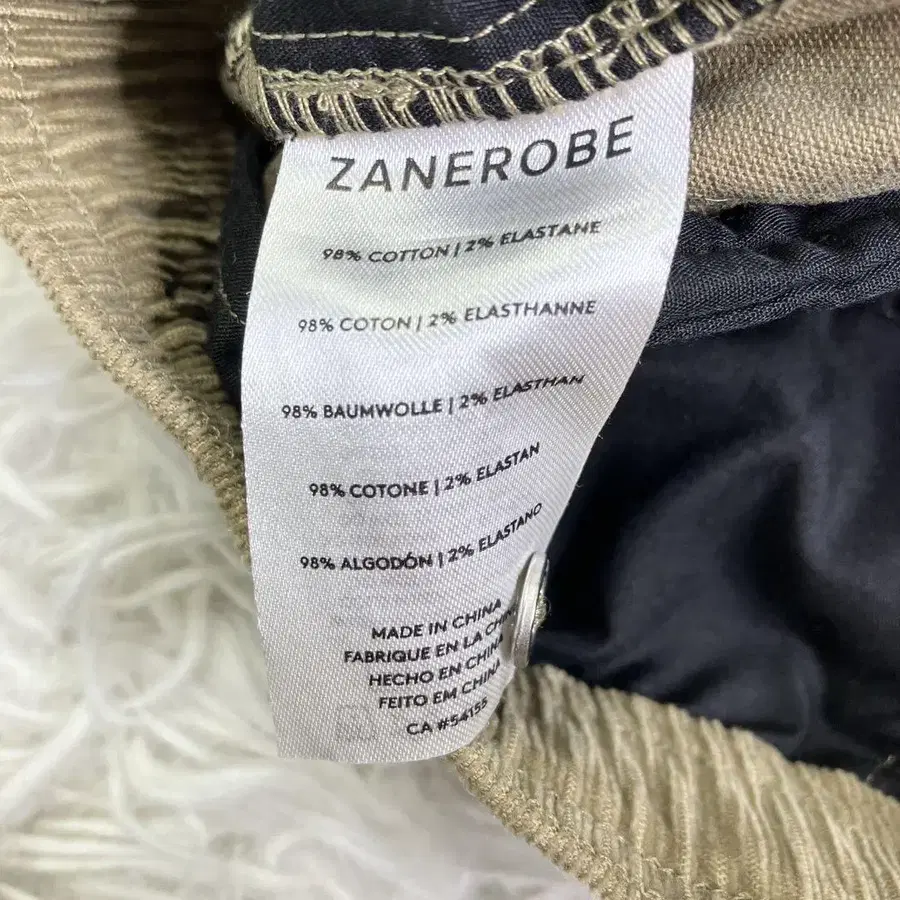 ZANEROBE
98% COTTON | 2% ELASTANE
98% COTON | 2% ELASTHANNE
98% BAUMWOLLE | 2% ELASTHAN
98% COTONE | 2% ELASTAN
98% ALGODÓN | 2% ELASTANO
MADE IN CHINA
FABRIQUE EN LA CHIN
HECHO EN CHINA
FEITO EM CHINA
CA #54155